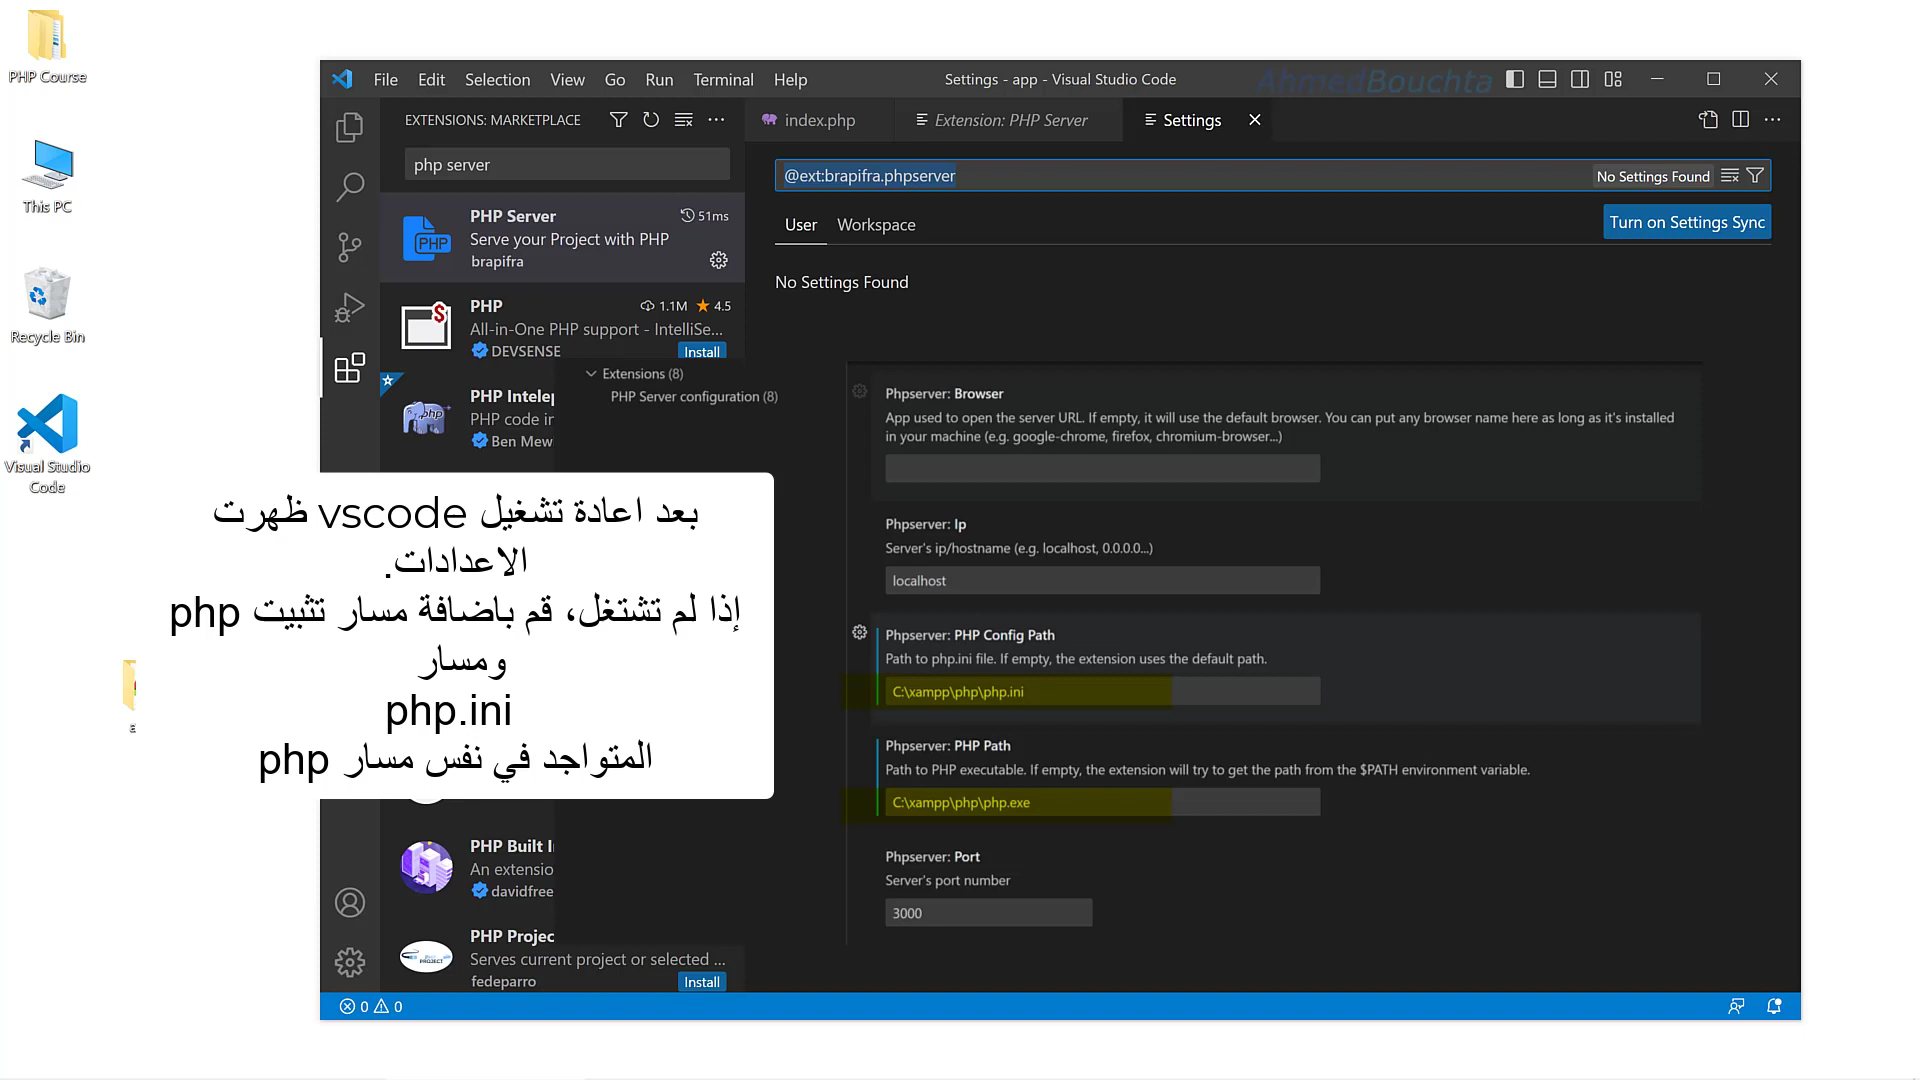 PHP Course
This PC
Recycle Bin
Visual Studio
Code
File Edit Selection View Go Run Terminal Help
Settings - app - Visual Studio Code
AhmedBouchta
EXTENSIONS: MARKETPLACE
index.php
Extension: PHP Server
Settings
php server
PHP Server
51ms
Serve your Project with PHP
brapifra
PHP
1.1M 4.5
All-in-One PHP support - IntelliSe...
DEVSENSE
Install
PHP Intelep
PHP code in
Ben Mew
PHP Built I
An extensio
davidfree
PHP Projec
Serves current project or selected ...
fedeparro
Install
@ext:brapifra.phpserver
No Settings Found
User Workspace
Turn on Settings Sync
No Settings Found
Extensions (8)
PHP Server configuration (8)
Phpserver: Browser
App used to open the server URL. If empty, it will use the default browser. You can put any browser name here as long as it's installed
in your machine (e.g. google-chrome, firefox, chromium-browser...)
Phpserver: Ip
Server's ip/hostname (e.g. localhost, 0.0.0.0...)
localhost
Phpserver: PHP Config Path
Path to php.ini file. If empty, the extension uses the default path.
C:\xampp\php\php.ini
Phpserver: PHP Path
Path to PHP executable. If empty, the extension will try to get the path from the $PATH environment variable.
C:\xampp\php\php.exe
Phpserver: Port
Server's port number
3000
بعد اعادة تشغيل vscode ظهرت
الاعدادات.
إذا لم تشتغل، قم باضافة مسار تثبيت php
ومسار
php.ini
المتواجد في نفس مسار php
0 0